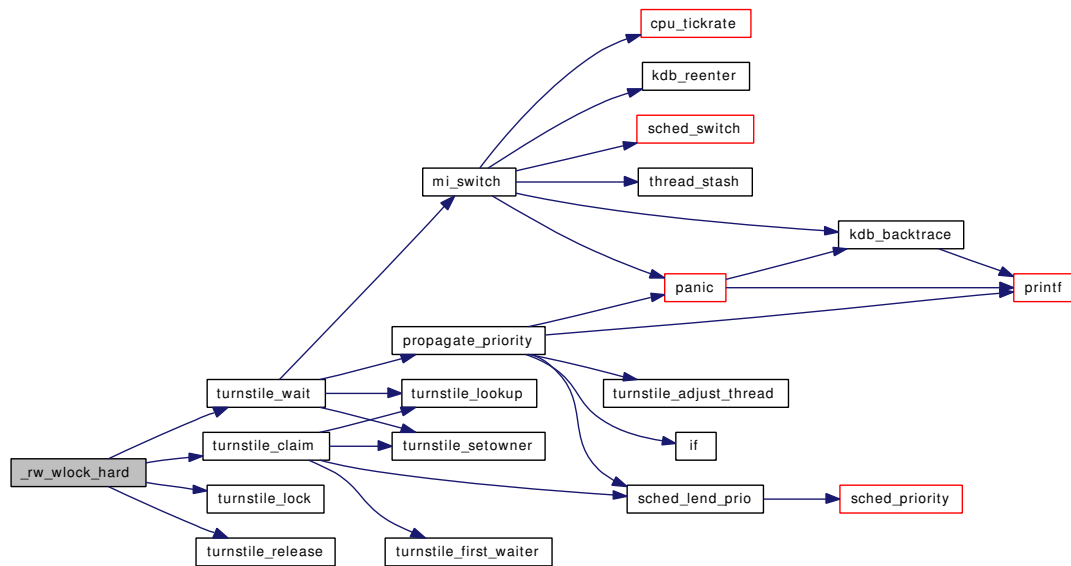 cpu_tickrate
kdb_reenter
sched_switch
mi_switch
thread_stash
kdb_backtrace
panic
printf
propagate_priority
turnstile_wait
turnstile_lookup
turnstile_adjust_thread
turnstile_claim
turnstile_setowner
if
_rw_wlock_hard
turnstile_lock
sched_lend_prio
sched_priority
turnstile_release
turnstile_first_waiter